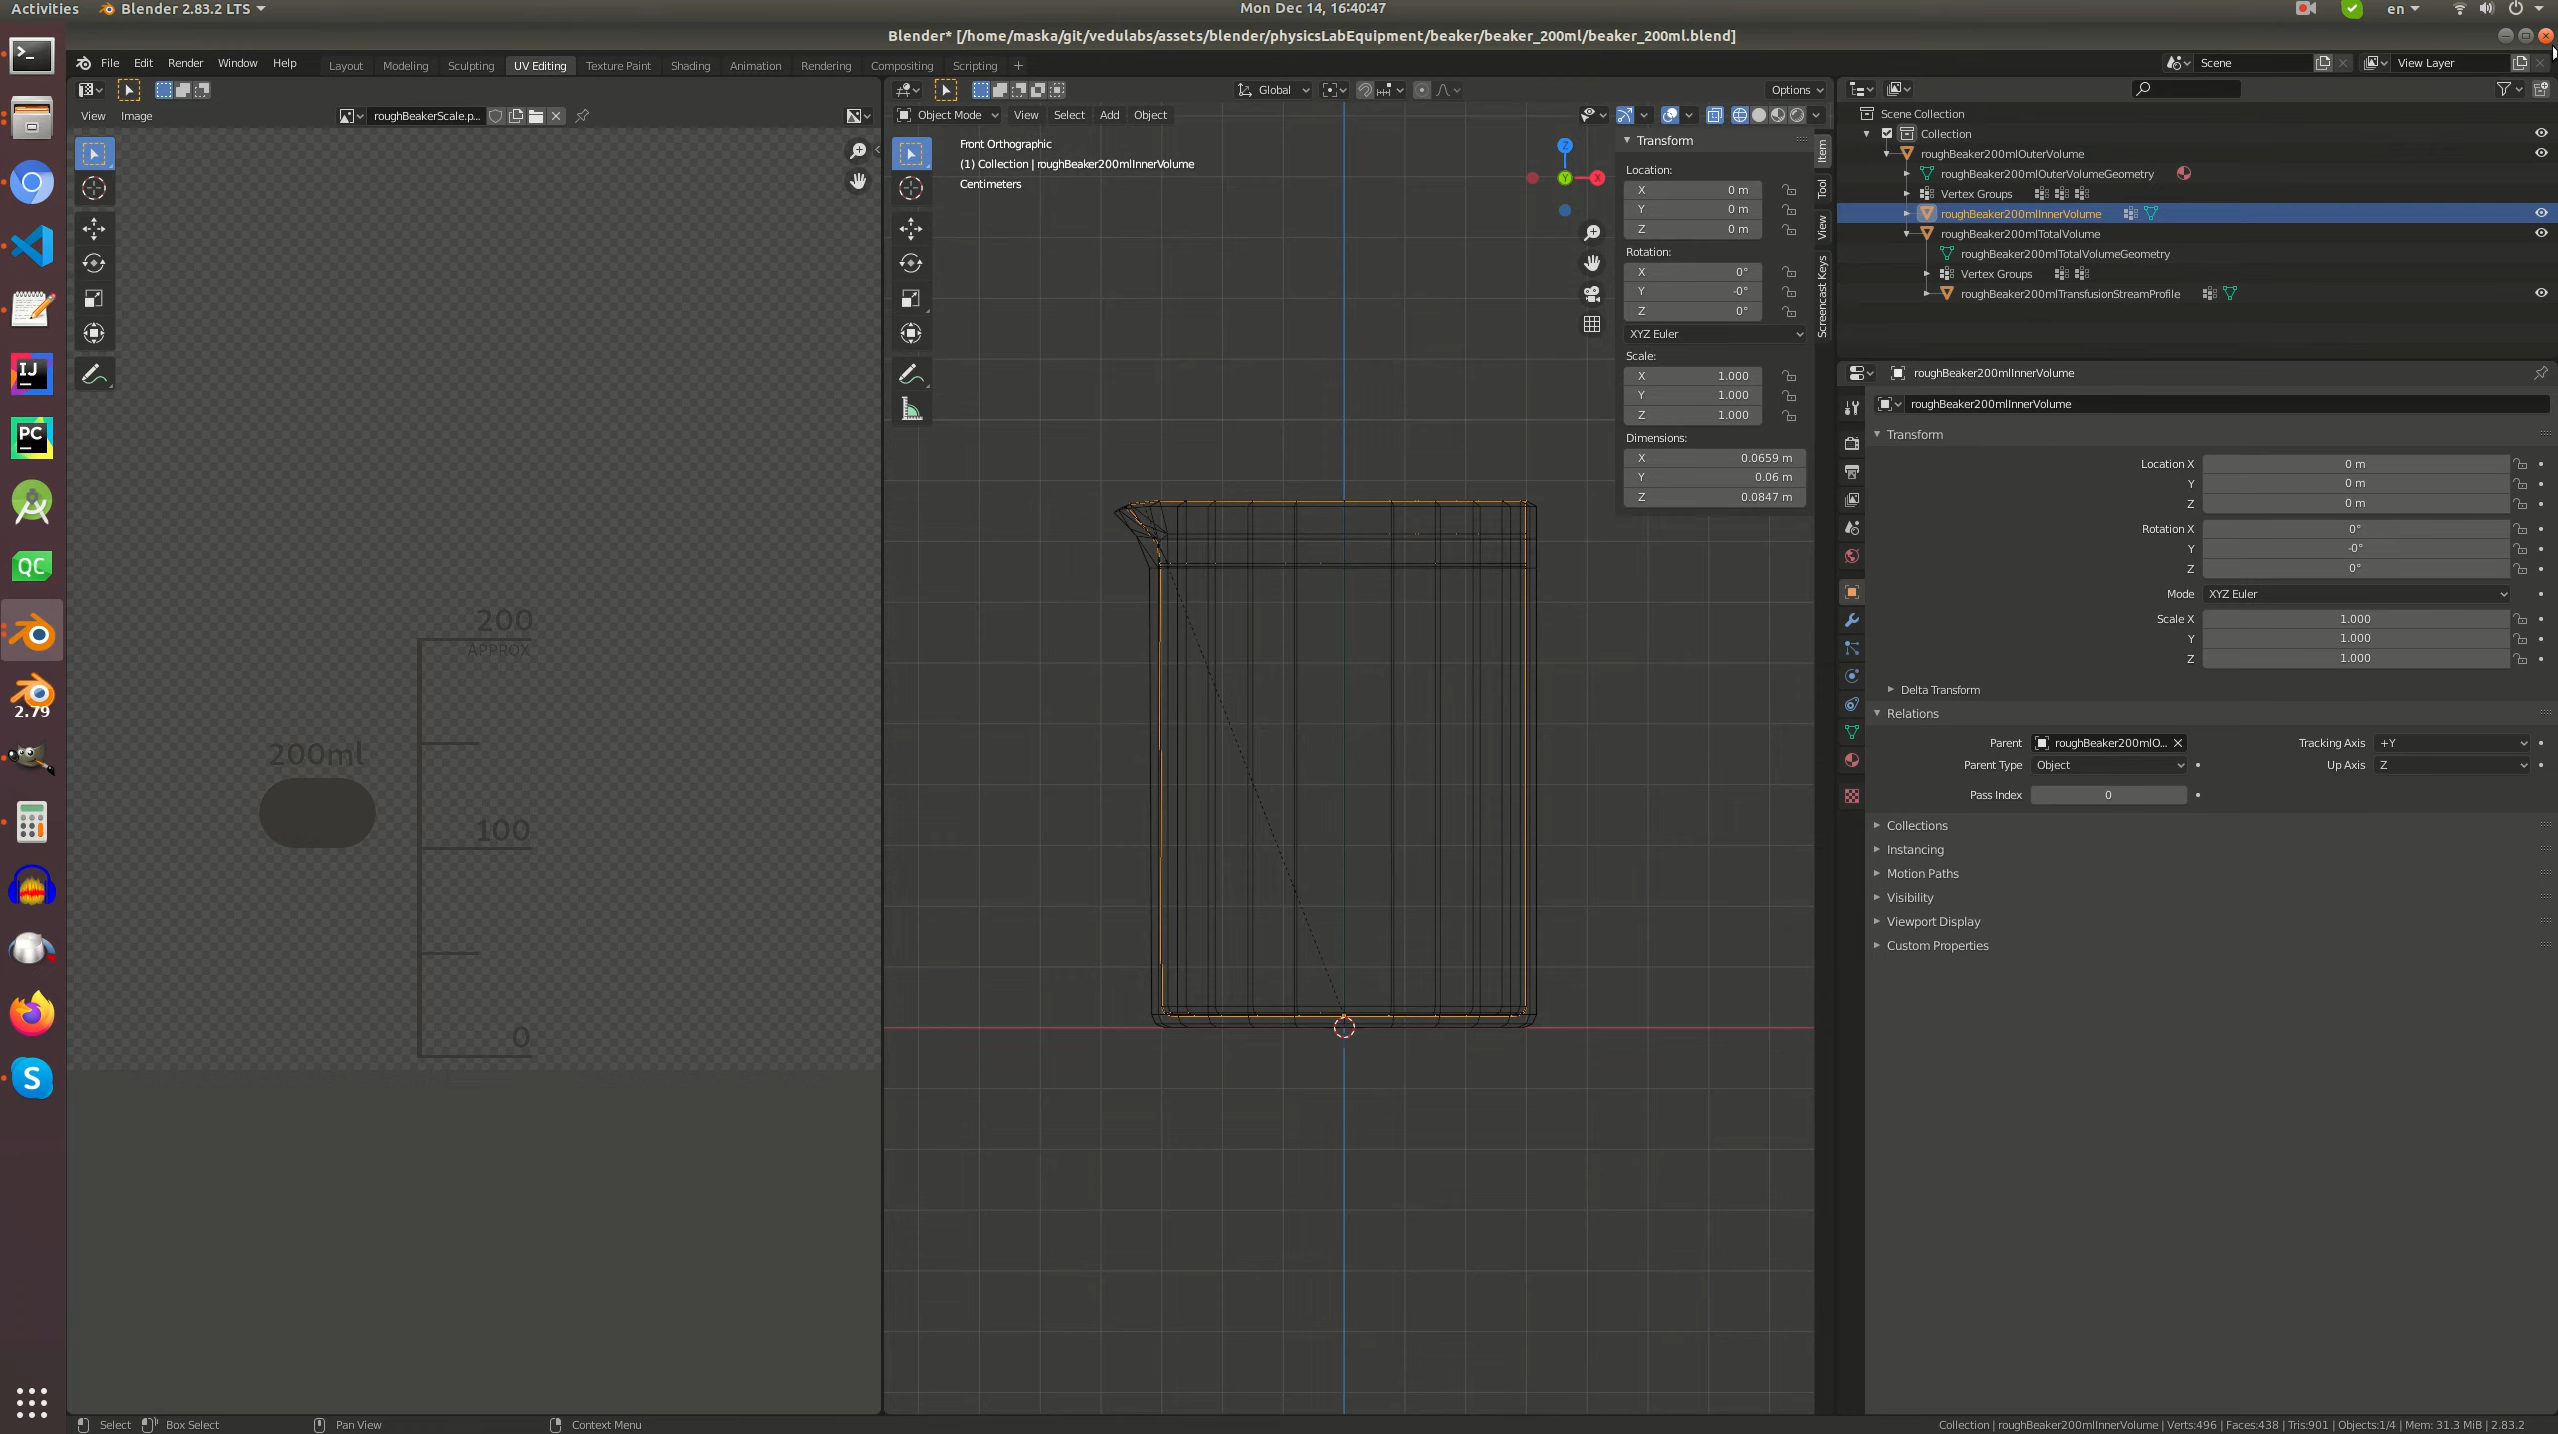 Activities
Blender 2.83.2 LTS
Mon Dec 14, 16:40:47
en
Blender* [/home/maska/git/vedulabs/assets/blender/physicsLabEquipment/beaker/beaker_200ml/beaker_200ml.blend]
File Edit Render Window Help
Layout Modeling Sculpting UV Editing Texture Paint Shading Animation Rendering Compositing Scripting +
Scene
View Layer
Global
Options
View Image
roughBeakerScale.p...
Object Mode View Select Add Object
Front Orthographic
(1) Collection | roughBeaker200mlInnerVolume
Centimeters
Z
Y
X
Transform
Location:
X 0 m
Y 0 m
Z 0 m
Rotation:
X 0°
Y -0°
Z 0°
XYZ Euler
Scale:
X 1.000
Y 1.000
Z 1.000
Dimensions:
X 0.0659 m
Y 0.06 m
Z 0.0847 m
Item
Tool
View
Screencast Keys
Scene Collection
Collection
roughBeaker200mlOuterVolume
roughBeaker200mlOuterVolumeGeometry
Vertex Groups
roughBeaker200mlInnerVolume
roughBeaker200mlTotalVolume
roughBeaker200mlTotalVolumeGeometry
Vertex Groups
roughBeaker200mlTransfusionStreamProfile
roughBeaker200mlInnerVolume
roughBeaker200mlInnerVolume
Transform
Location X 0 m
Y 0 m
Z 0 m
Rotation X 0°
Y -0°
Z 0°
Mode XYZ Euler
Scale X 1.000
Y 1.000
Z 1.000
Delta Transform
Relations
Parent roughBeaker200mlO...
Tracking Axis +Y
Parent Type Object
Up Axis Z
Pass Index 0
Collections
Instancing
Motion Paths
Visibility
Viewport Display
Custom Properties
200
APPROX
200ml
100
0
IJ
PC
QC
2.79
S
Select Box Select Pan View Context Menu
Collection | roughBeaker200mlInnerVolume | Verts:496 | Faces:438 | Tris:901 | Objects:1/4 | Mem: 31.3 MiB | 2.83.2